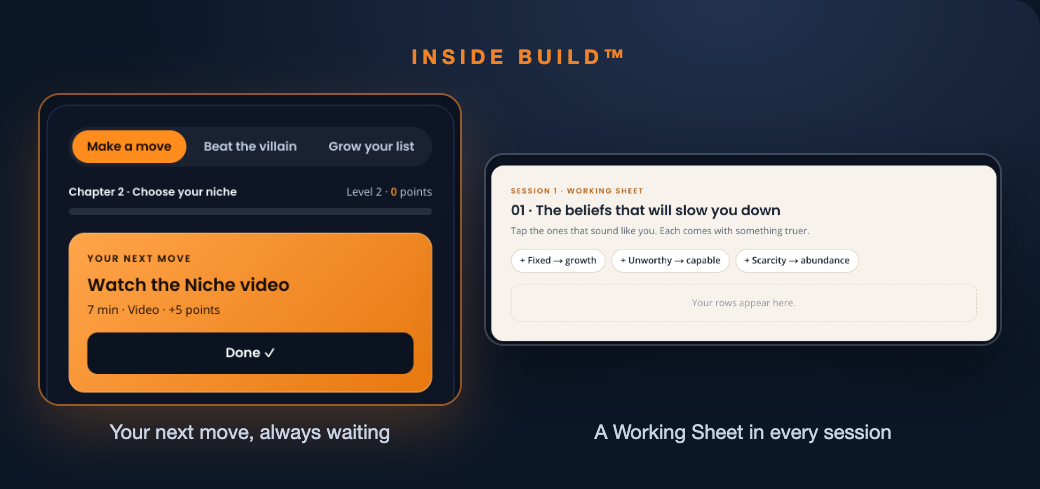 INSIDE BUILD™
Make a move
Beat the villain
Grow your list
Chapter 2 · Choose your niche
Level 2 · 0 points
YOUR NEXT MOVE
Watch the Niche video
7 min · Video · +5 points
Done ✓
Your next move, always waiting
SESSION 1 · WORKING SHEET
01 · The beliefs that will slow you down
Tap the ones that sound like you. Each comes with something truer.
+ Fixed → growth
+ Unworthy → capable
+ Scarcity → abundance
Your rows appear here.
A Working Sheet in every session